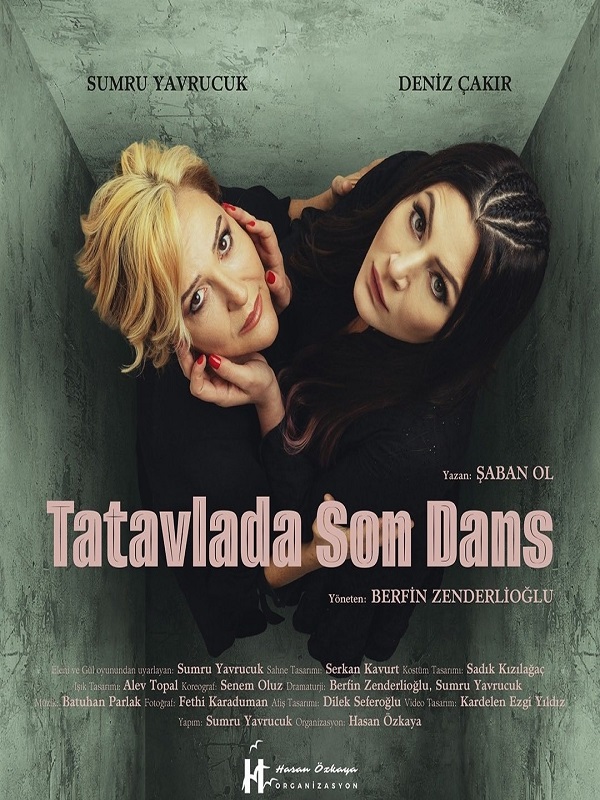 SUMRU YAVRUCUK DENİZ ÇAKIR
Yazan: ŞABAN OL
Tatavlada Son Dans
Yöneten: BERFİN ZENDERLİOĞLU
Eleni ve Gül oyunundan uyarlayan: Sumru Yavrucuk Sahne Tasarımı: Serkan Kavurt Kostüm Tasarımı: Sadık Kızılağaç
Işık Tasarımı: Alev Topal Koreograf: Senem Oluz Dramaturji: Berfin Zenderlioğlu, Sumru Yavrucuk
Müzik: Batuhan Parlak Fotoğraf: Fethi Karaduman Afiş Tasarımı: Dilek Seferoğlu Video Tasarım: Kardelen Ezgi Yıldız
Yapım: Sumru Yavrucuk Organizasyon: Hasan Özkaya
Hasan Özkaya
ORGANİZASYON